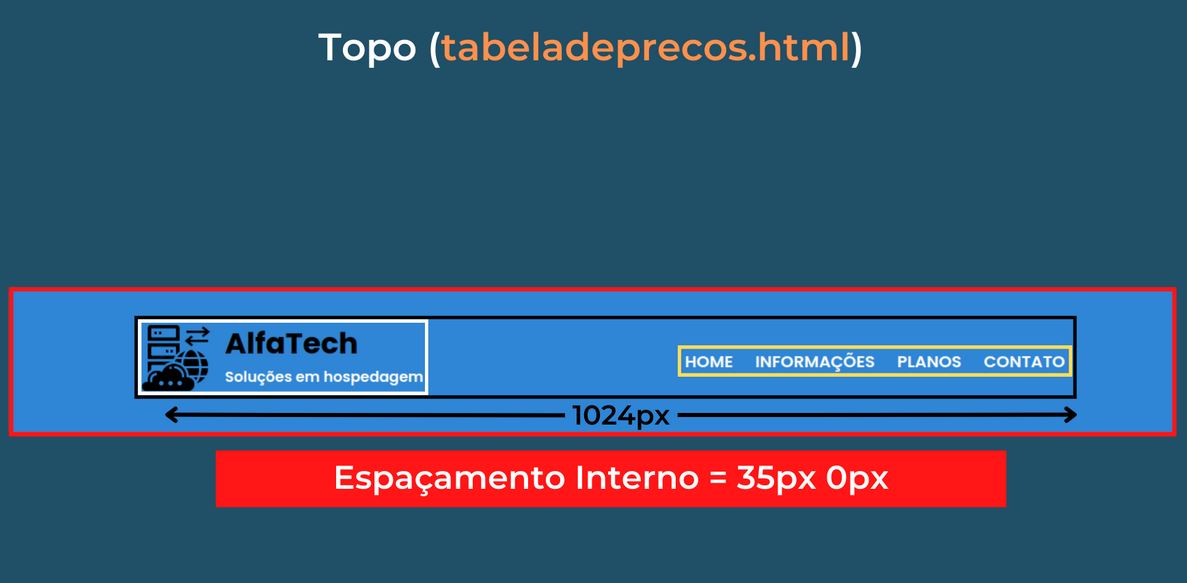 Topo (tabeladeprecos.html)
AlfaTech
Soluções em hospedagem
HOME INFORMAÇÕES PLANOS CONTATO
1024px
Espaçamento Interno = 35px 0px